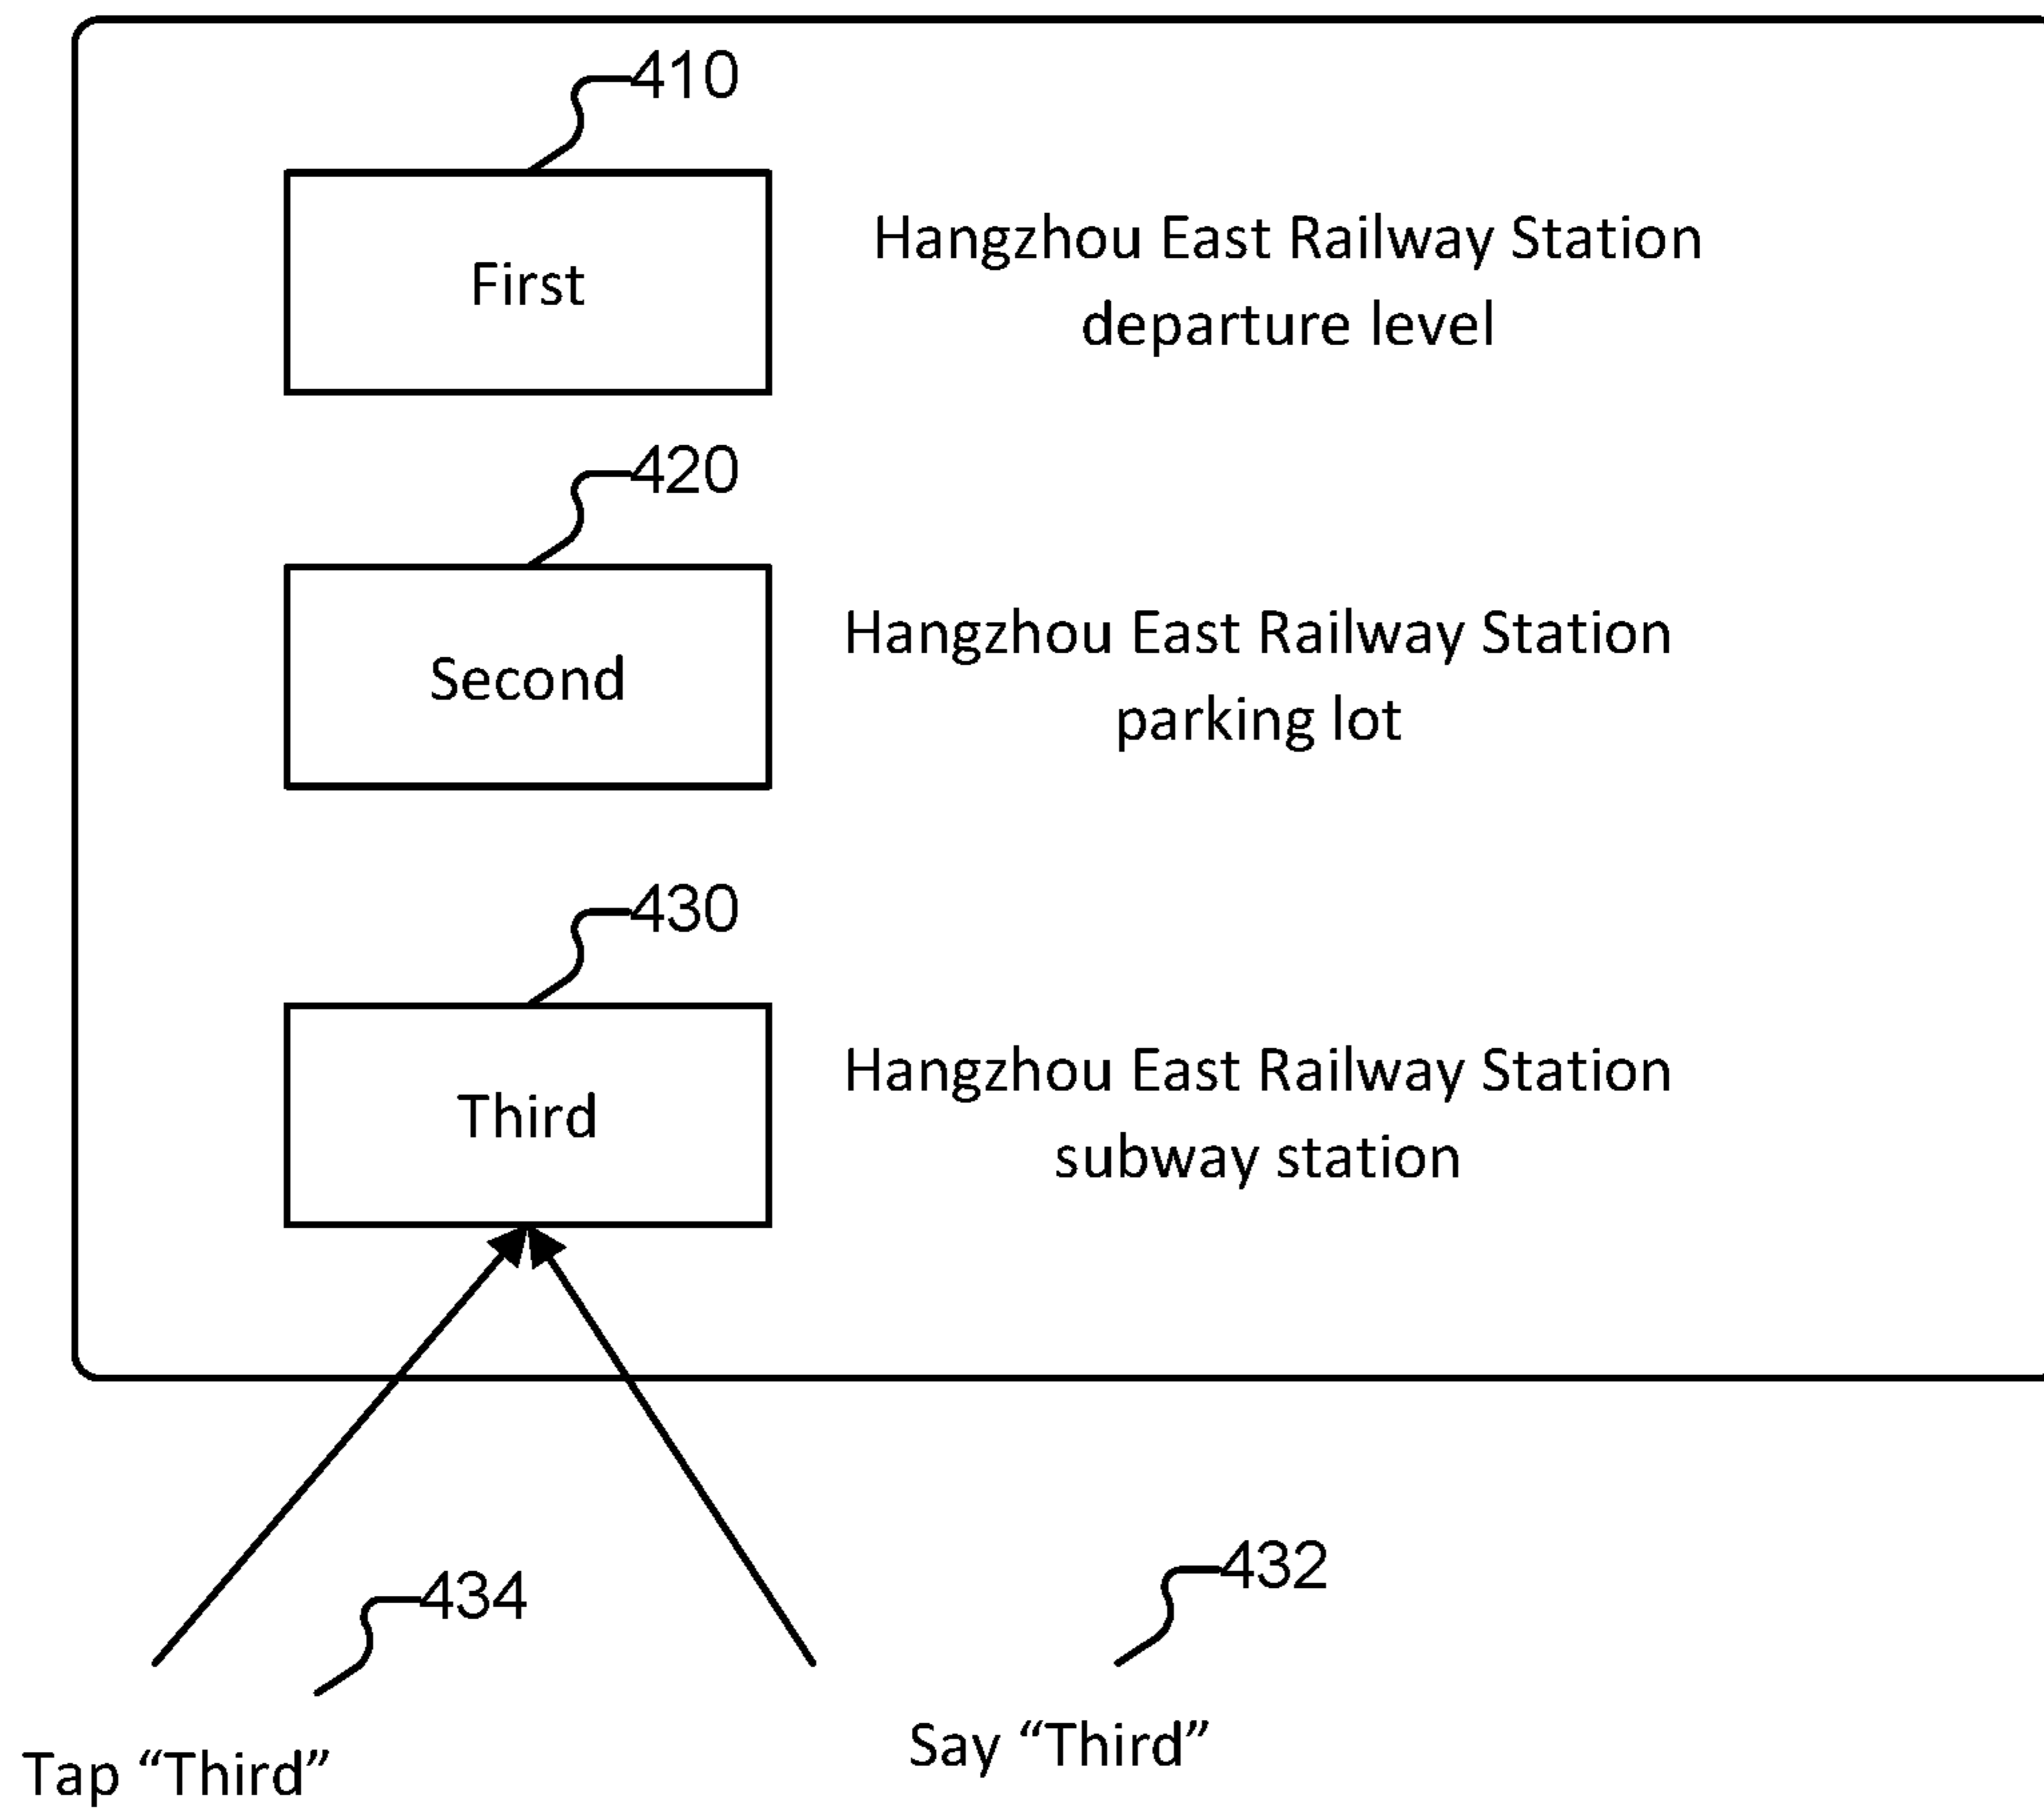 410
First
Hangzhou East Railway Station
departure level
420
Second
Hangzhou East Railway Station
parking lot
430
Third
Hangzhou East Railway Station
subway station
434
432
Tap “Third”
Say “Third”